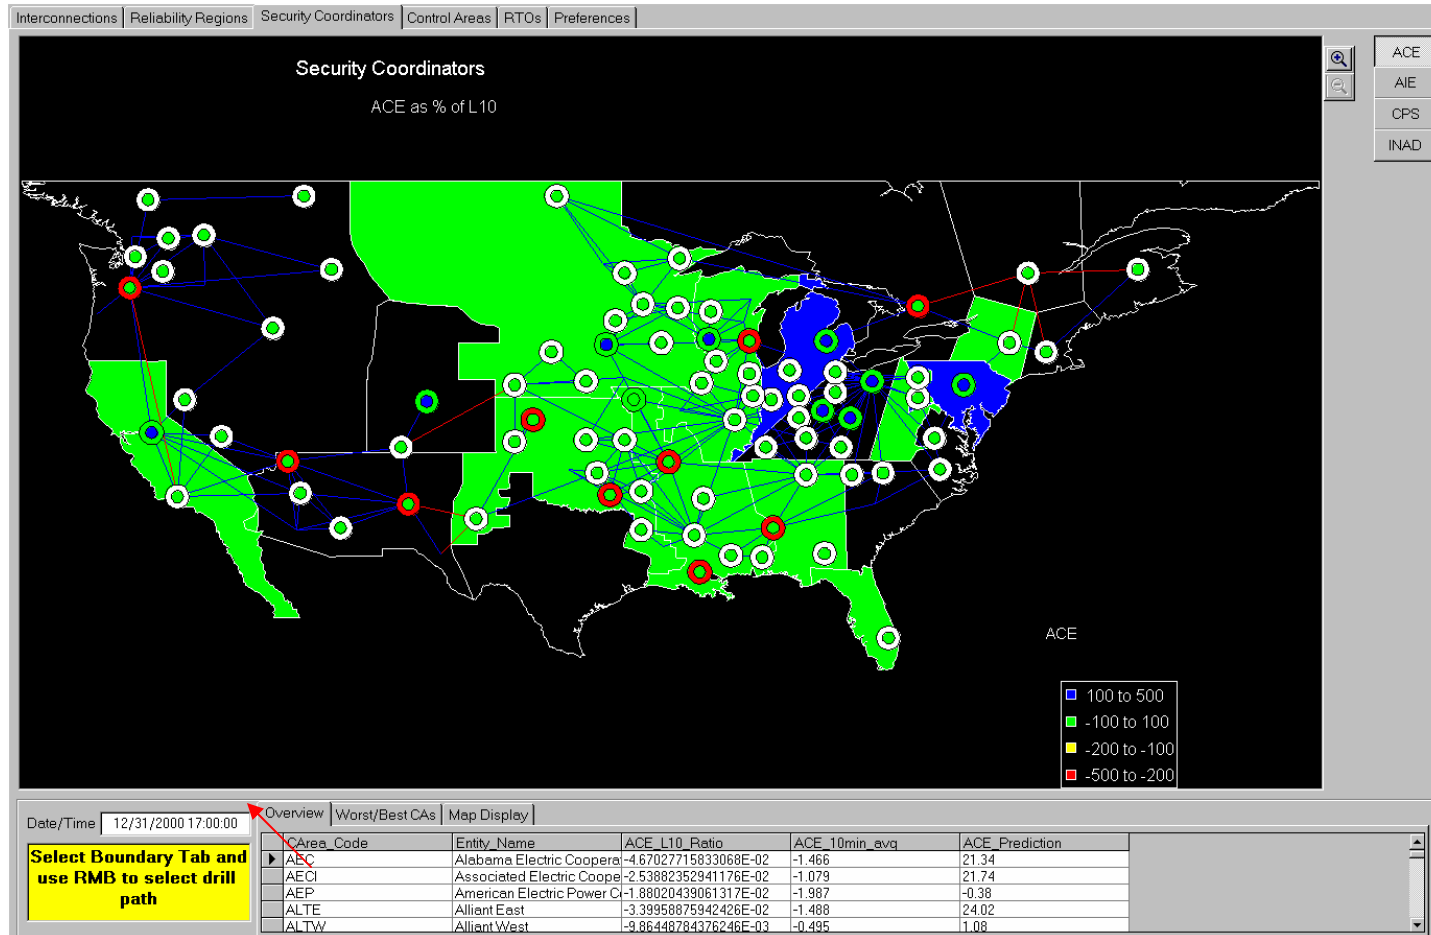 Interconnections Reliability Regions Security Coordinators Control Areas RTOs Preferences
Security Coordinators
ACE as % of L10
ACE
AIE
CPS
INAD
ACE
100 to 500
-100 to 100
-200 to -100
-500 to -200
Date/Time 12/31/2000 17:00:00
Select Boundary Tab and
use RMB to select drill
path
Overview Worst/Best CAs Map Display
CArea_Code Entity_Name ACE_L10_Ratio ACE_10min_avg ACE_Prediction
AEC Alabama Electric Coopera -4.67027715833068E-02 -1.466 21.34
AECI Associated Electric Coope -2.53882352941176E-02 -1.079 21.74
AEP American Electric Power C -1.88020439061317E-02 -1.987 -0.38
ALTE Alliant East -3.39958875942426E-02 -1.488 24.02
ALTW Alliant West -9.86448784376246E-03 -0.495 1.08